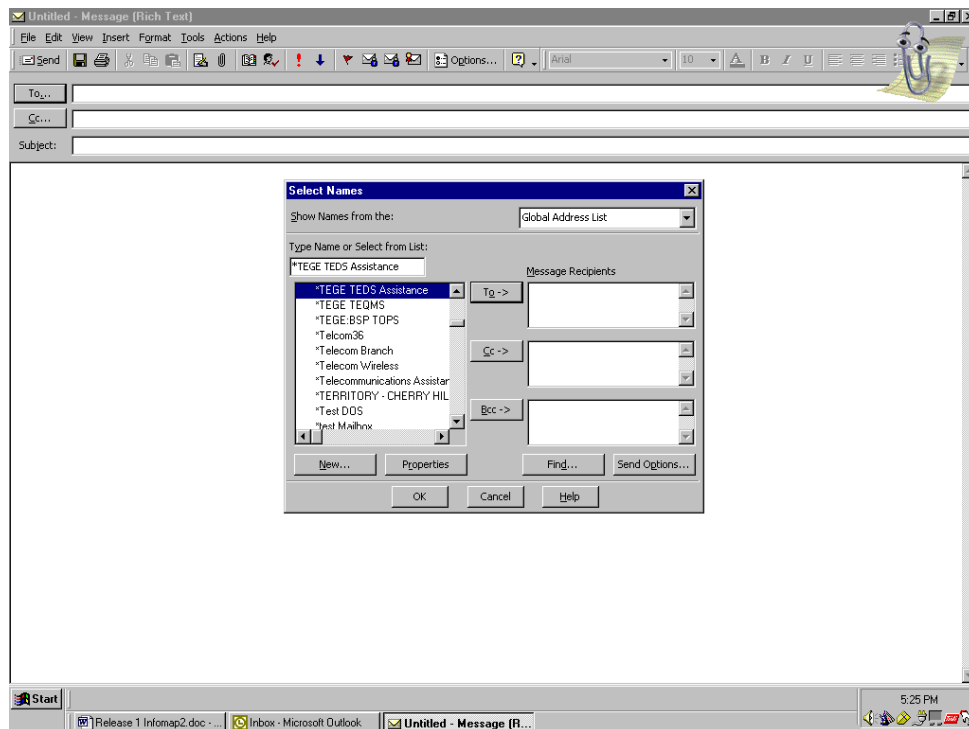 Untitled - Message (Rich Text)
File Edit View Insert Format Tools Actions Help
Send Options... Arial 10 A B I U
To...
Cc...
Subject:
Select Names
Show Names from the: Global Address List
Type Name or Select from List:
*TEGE TEDS Assistance
Message Recipients
*TEGE TEDS Assistance
*TEGE TEQMS
*TEGE:BSP TOPS
*Telcom36
*Telecom Branch
*Telecom Wireless
*Telecommunications Assistar
*TERRITORY - CHERRY HIL
*Test DOS
*test Mailbox
To ->
Cc ->
Bcc ->
New... Properties Find... Send Options...
OK Cancel Help
Start 5:25 PM
Release 1 Infomap2.doc - ... Inbox - Microsoft Outlook Untitled - Message (R...